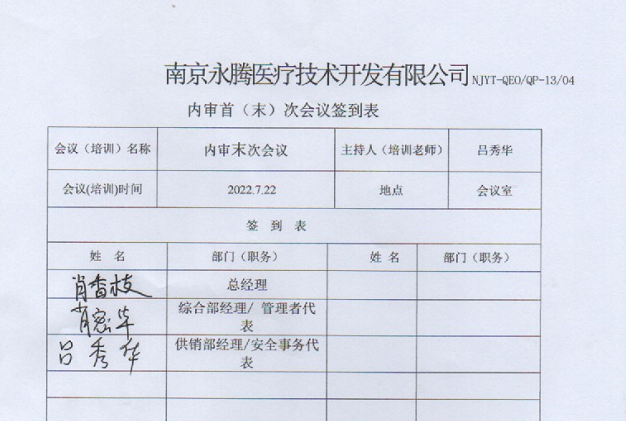 南京永腾医疗技术开发有限公司 NJYT-QEO/QP-13/04
内审首（末）次会议签到表
会议（培训）名称 内审末次会议 主持人（培训老师） 吕秀华
会议(培训)时间 2022.7.22 地点 会议室
签 到 表
姓 名 部门（职务） 姓 名 部门（职务）
肖香枝 总经理
肖宏华 综合部经理/ 管理者代
表
吕秀华 供销部经理/安全事务代
表